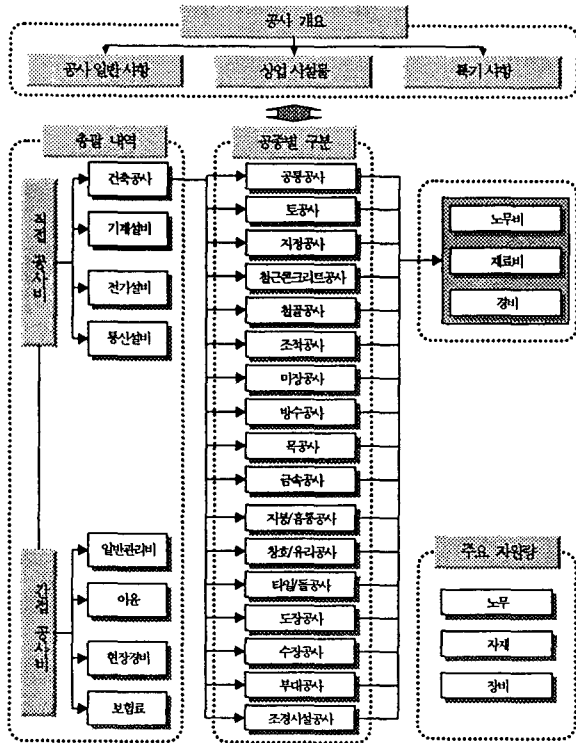 공사 개요
공사 일반 사항
상업 시설물
특기 사항
총괄 내역
공종별 구분
직접 공사비
건축공사
기계설비
전기설비
통신설비
간접 공사비
일반관리비
이윤
현장경비
보험료
공통공사
토공사
지정공사
철근콘크리트공사
철골공사
조적공사
미장공사
방수공사
목공사
금속공사
지붕/홈통공사
창호/유리공사
타일/돌공사
도장공사
수장공사
부대공사
조경시설공사
노무비
재료비
경비
주요 자원량
노무
자재
장비